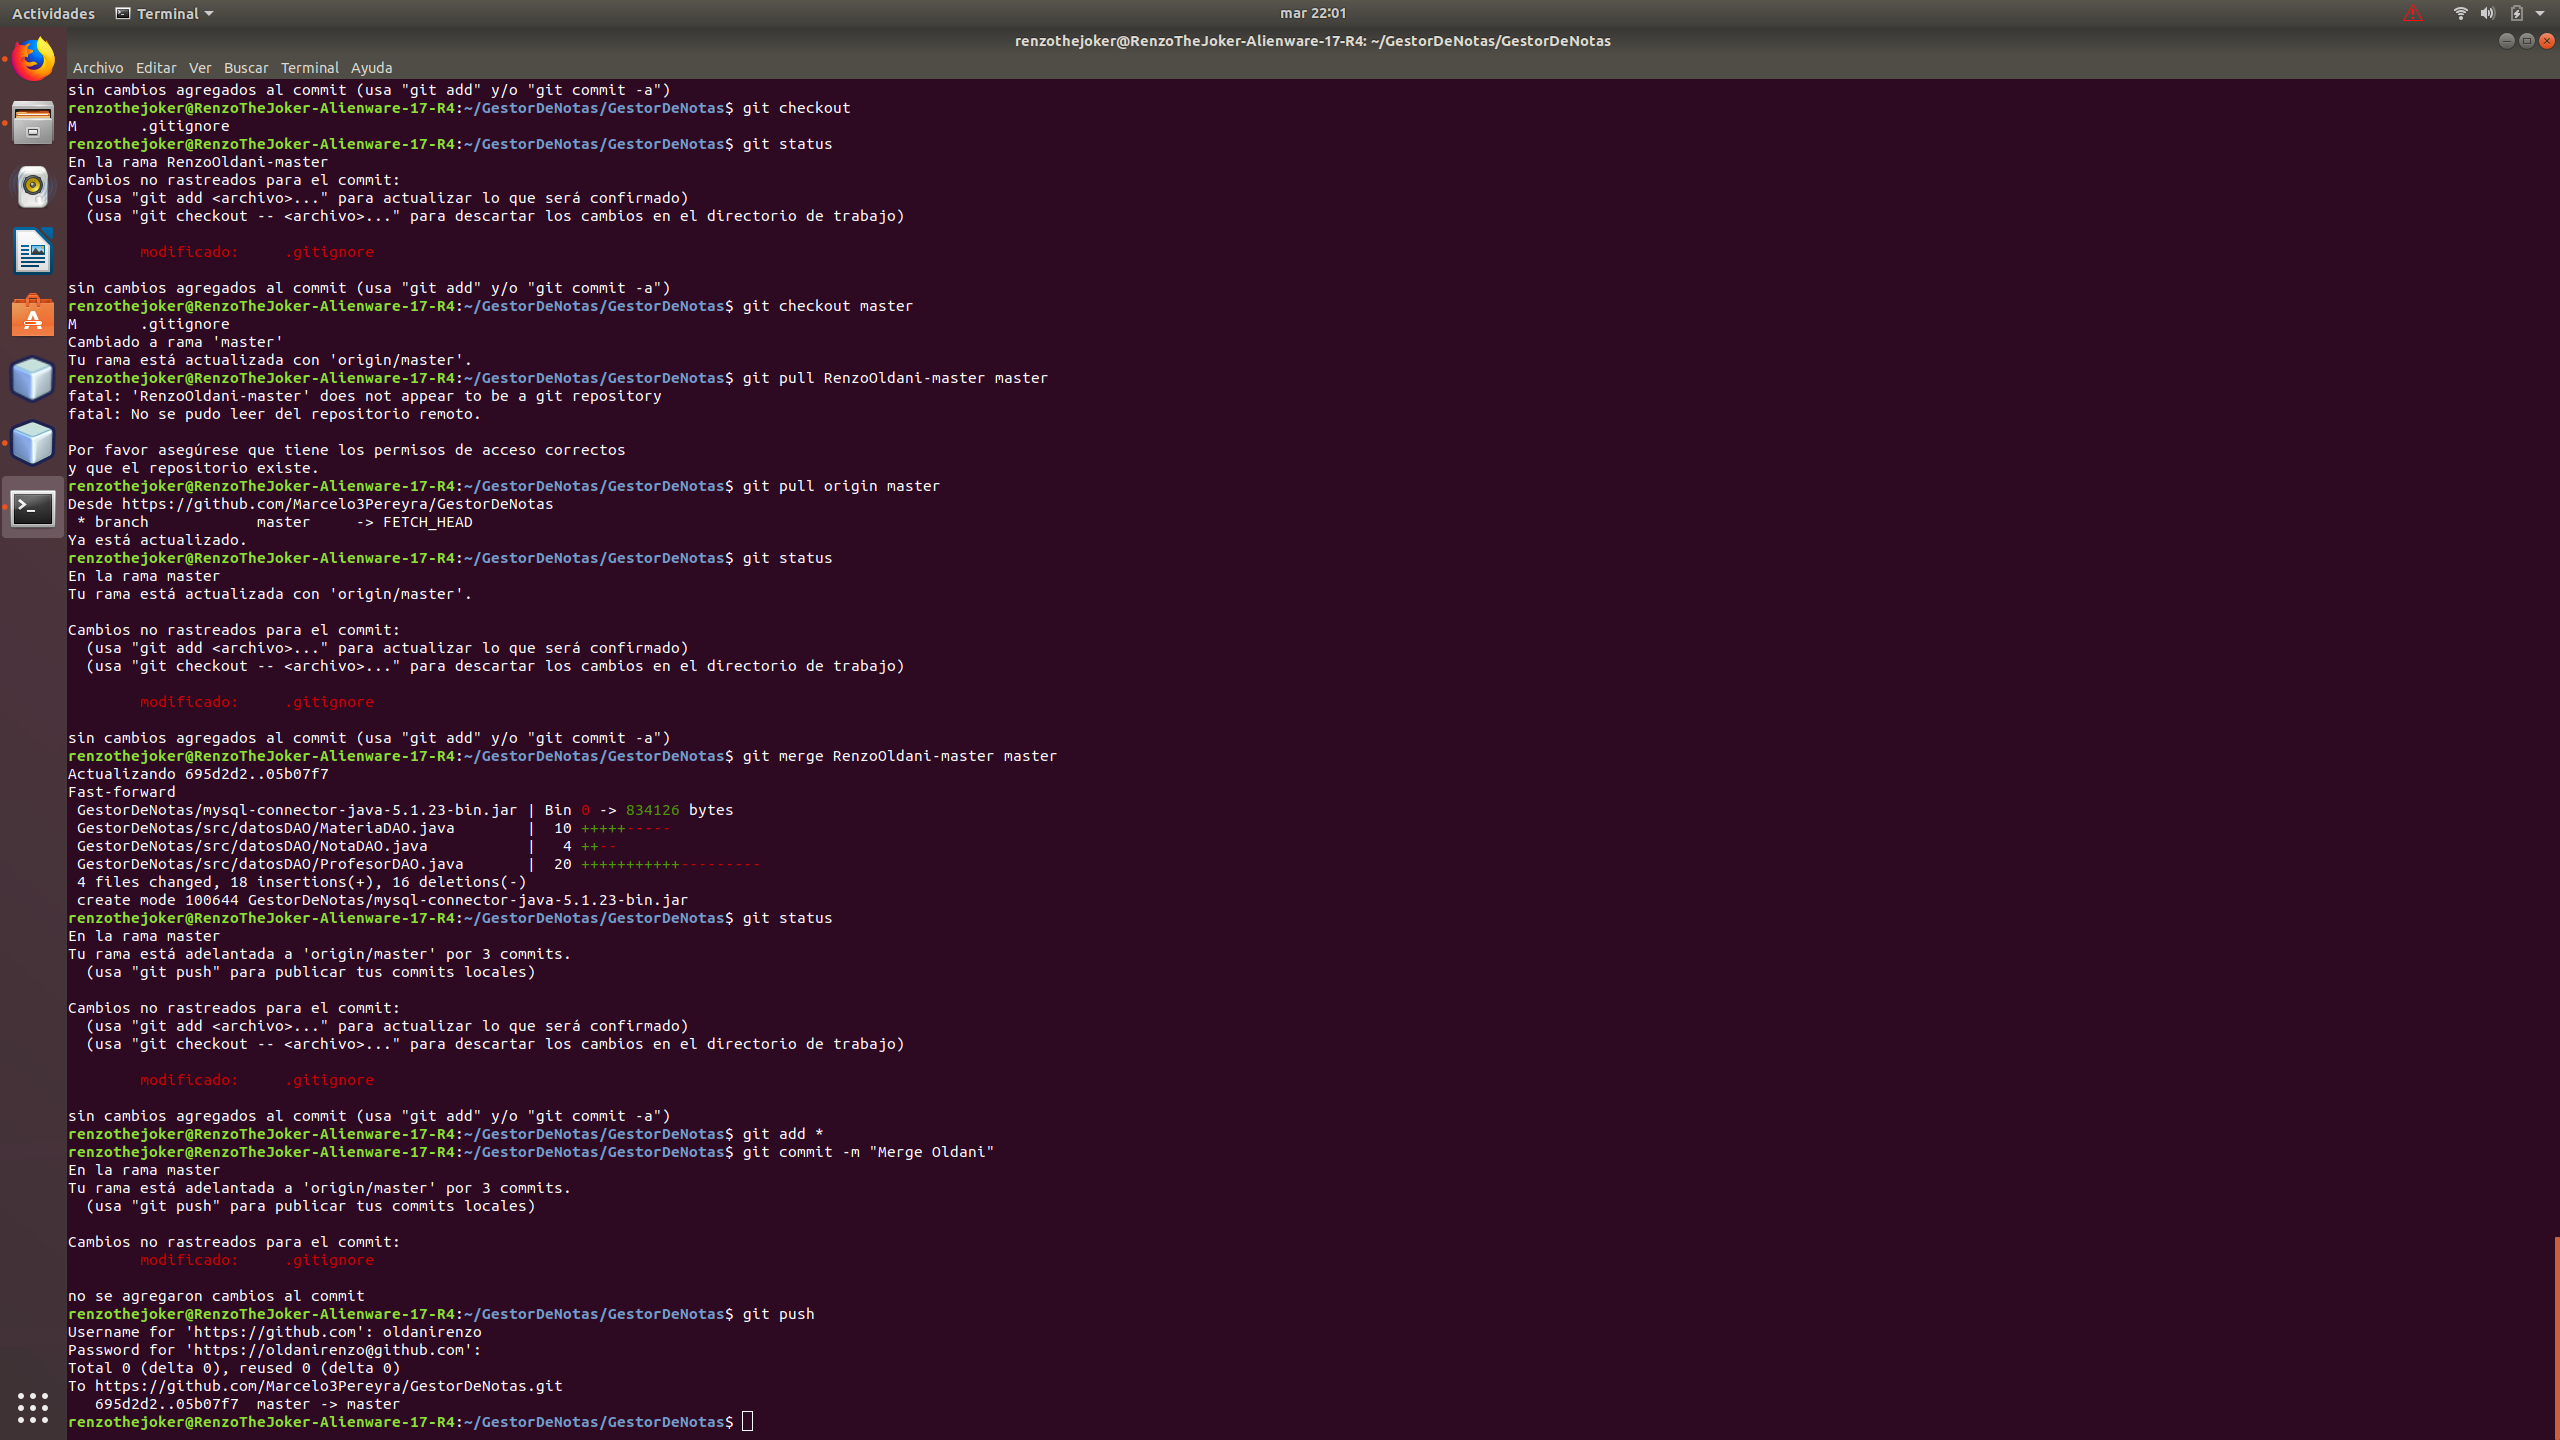 Actividades Terminal mar 22:01
renzothejoker@RenzoTheJoker-Alienware-17-R4: ~/GestorDeNotas/GestorDeNotas
Archivo Editar Ver Buscar Terminal Ayuda
sin cambios agregados al commit (usa "git add" y/o "git commit -a")
renzothejoker@RenzoTheJoker-Alienware-17-R4:~/GestorDeNotas/GestorDeNotas$ git checkout
M       .gitignore
renzothejoker@RenzoTheJoker-Alienware-17-R4:~/GestorDeNotas/GestorDeNotas$ git status
En la rama RenzoOldani-master
Cambios no rastreados para el commit:
  (usa "git add <archivo>..." para actualizar lo que será confirmado)
  (usa "git checkout -- <archivo>..." para descartar los cambios en el directorio de trabajo)
        modificado:     .gitignore
sin cambios agregados al commit (usa "git add" y/o "git commit -a")
renzothejoker@RenzoTheJoker-Alienware-17-R4:~/GestorDeNotas/GestorDeNotas$ git checkout master
M       .gitignore
Cambiado a rama 'master'
Tu rama está actualizada con 'origin/master'.
renzothejoker@RenzoTheJoker-Alienware-17-R4:~/GestorDeNotas/GestorDeNotas$ git pull RenzoOldani-master master
fatal: 'RenzoOldani-master' does not appear to be a git repository
fatal: No se pudo leer del repositorio remoto.
Por favor asegúrese que tiene los permisos de acceso correctos
y que el repositorio existe.
renzothejoker@RenzoTheJoker-Alienware-17-R4:~/GestorDeNotas/GestorDeNotas$ git pull origin master
Desde https://github.com/Marcelo3Pereyra/GestorDeNotas
 * branch            master     -> FETCH_HEAD
Ya está actualizado.
renzothejoker@RenzoTheJoker-Alienware-17-R4:~/GestorDeNotas/GestorDeNotas$ git status
En la rama master
Tu rama está actualizada con 'origin/master'.
Cambios no rastreados para el commit:
  (usa "git add <archivo>..." para actualizar lo que será confirmado)
  (usa "git checkout -- <archivo>..." para descartar los cambios en el directorio de trabajo)
        modificado:     .gitignore
sin cambios agregados al commit (usa "git add" y/o "git commit -a")
renzothejoker@RenzoTheJoker-Alienware-17-R4:~/GestorDeNotas/GestorDeNotas$ git merge RenzoOldani-master master
Actualizando 695d2d2..05b07f7
Fast-forward
 GestorDeNotas/mysql-connector-java-5.1.23-bin.jar | Bin 0 -> 834126 bytes
 GestorDeNotas/src/datosDAO/MateriaDAO.java        |  10 +++++-----
 GestorDeNotas/src/datosDAO/NotaDAO.java           |   4 ++--
 GestorDeNotas/src/datosDAO/ProfesorDAO.java       |  20 +++++++++++---------
 4 files changed, 18 insertions(+), 16 deletions(-)
 create mode 100644 GestorDeNotas/mysql-connector-java-5.1.23-bin.jar
renzothejoker@RenzoTheJoker-Alienware-17-R4:~/GestorDeNotas/GestorDeNotas$ git status
En la rama master
Tu rama está adelantada a 'origin/master' por 3 commits.
  (usa "git push" para publicar tus commits locales)
Cambios no rastreados para el commit:
  (usa "git add <archivo>..." para actualizar lo que será confirmado)
  (usa "git checkout -- <archivo>..." para descartar los cambios en el directorio de trabajo)
        modificado:     .gitignore
sin cambios agregados al commit (usa "git add" y/o "git commit -a")
renzothejoker@RenzoTheJoker-Alienware-17-R4:~/GestorDeNotas/GestorDeNotas$ git add *
renzothejoker@RenzoTheJoker-Alienware-17-R4:~/GestorDeNotas/GestorDeNotas$ git commit -m "Merge Oldani"
En la rama master
Tu rama está adelantada a 'origin/master' por 3 commits.
  (usa "git push" para publicar tus commits locales)
Cambios no rastreados para el commit:
        modificado:     .gitignore
no se agregaron cambios al commit
renzothejoker@RenzoTheJoker-Alienware-17-R4:~/GestorDeNotas/GestorDeNotas$ git push
Username for 'https://github.com': oldanirenzo
Password for 'https://oldanirenzo@github.com':
Total 0 (delta 0), reused 0 (delta 0)
To https://github.com/Marcelo3Pereyra/GestorDeNotas.git
   695d2d2..05b07f7  master -> master
renzothejoker@RenzoTheJoker-Alienware-17-R4:~/GestorDeNotas/GestorDeNotas$